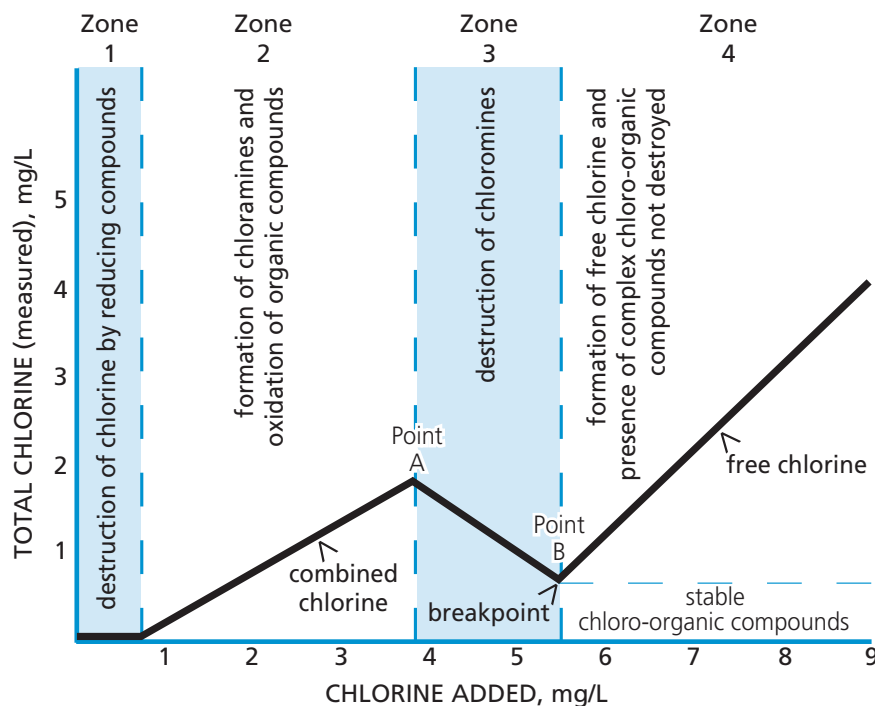 Zone
1
Zone
2
Zone
3
Zone
4
TOTAL CHLORINE (measured), mg/L
5
4
3
2
1
destruction of chlorine by reducing compounds
formation of chloramines and
oxidation of organic compounds
destruction of chloromines
formation of free chlorine and
presence of complex chloro-organic
compounds not destroyed
Point
A
Point
B
combined
chlorine
breakpoint
free chlorine
stable
chloro-organic compounds
1
2
3
4
5
6
7
8
9
CHLORINE ADDED, mg/L